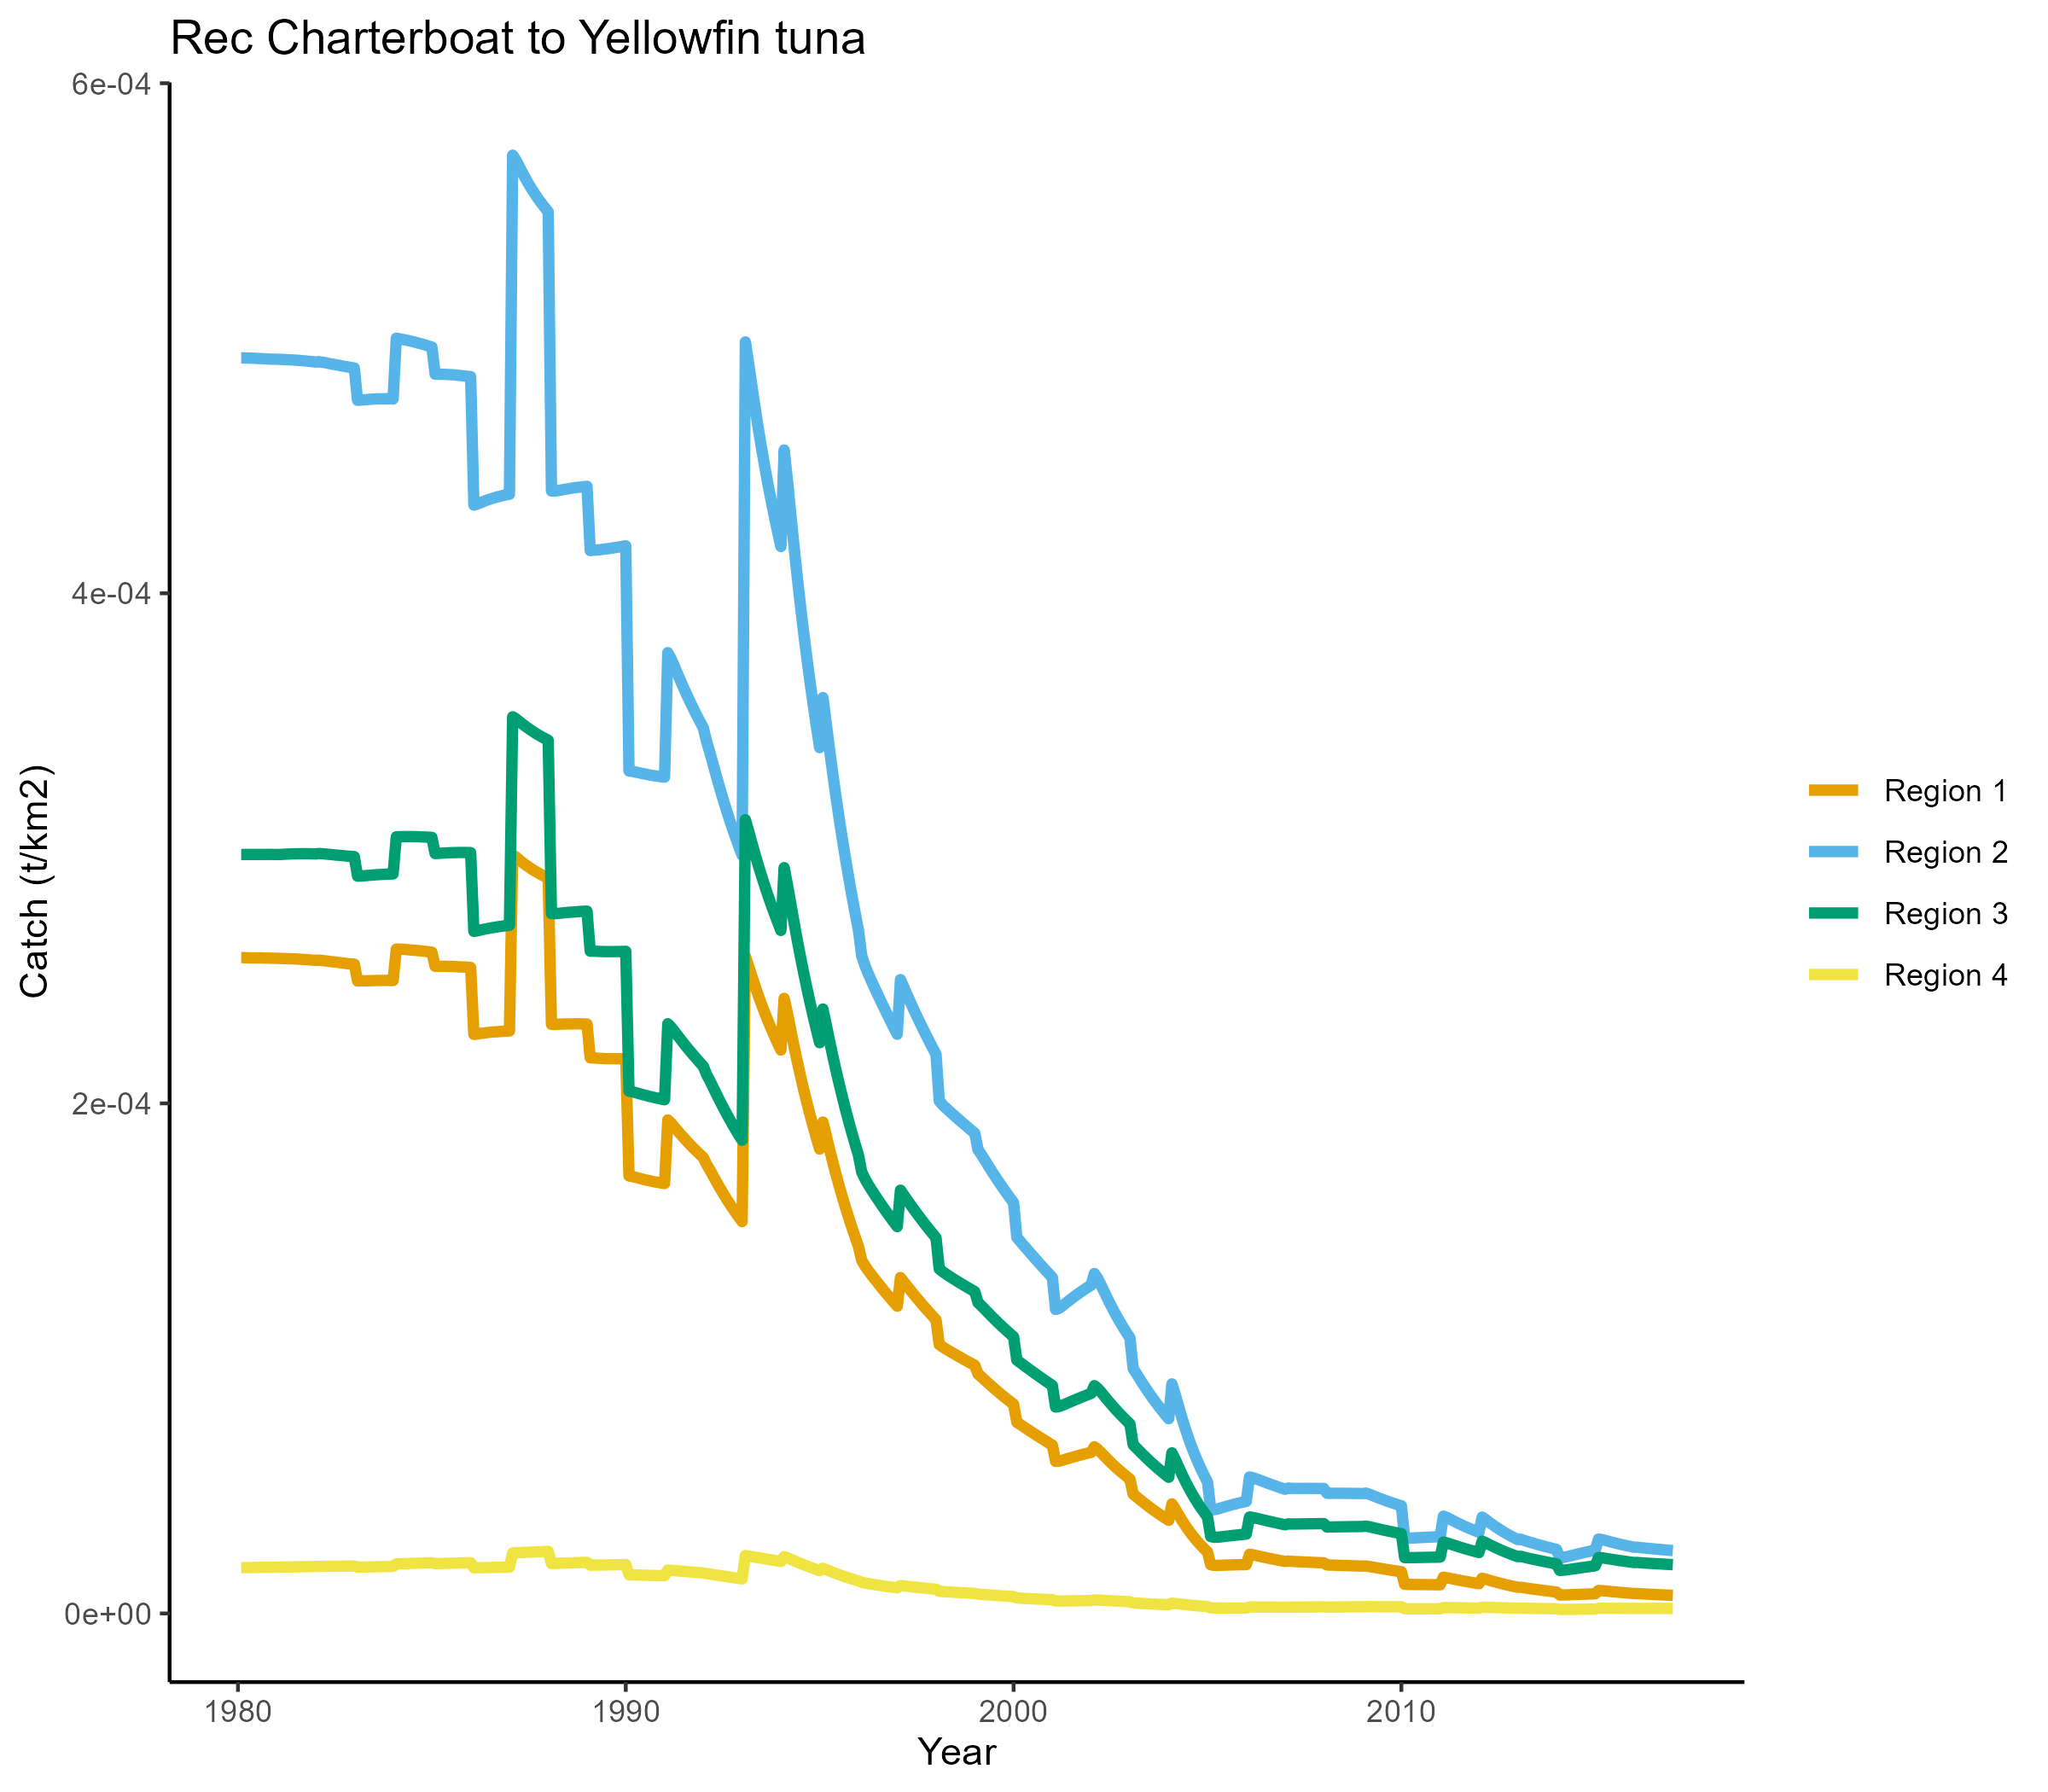 Rec Charterboat to Yellowfin tuna
6e-04
4e-04
2e-04
0e+00
Catch (t/km2)
1980
1990
2000
2010
Year
Region 1
Region 2
Region 3
Region 4